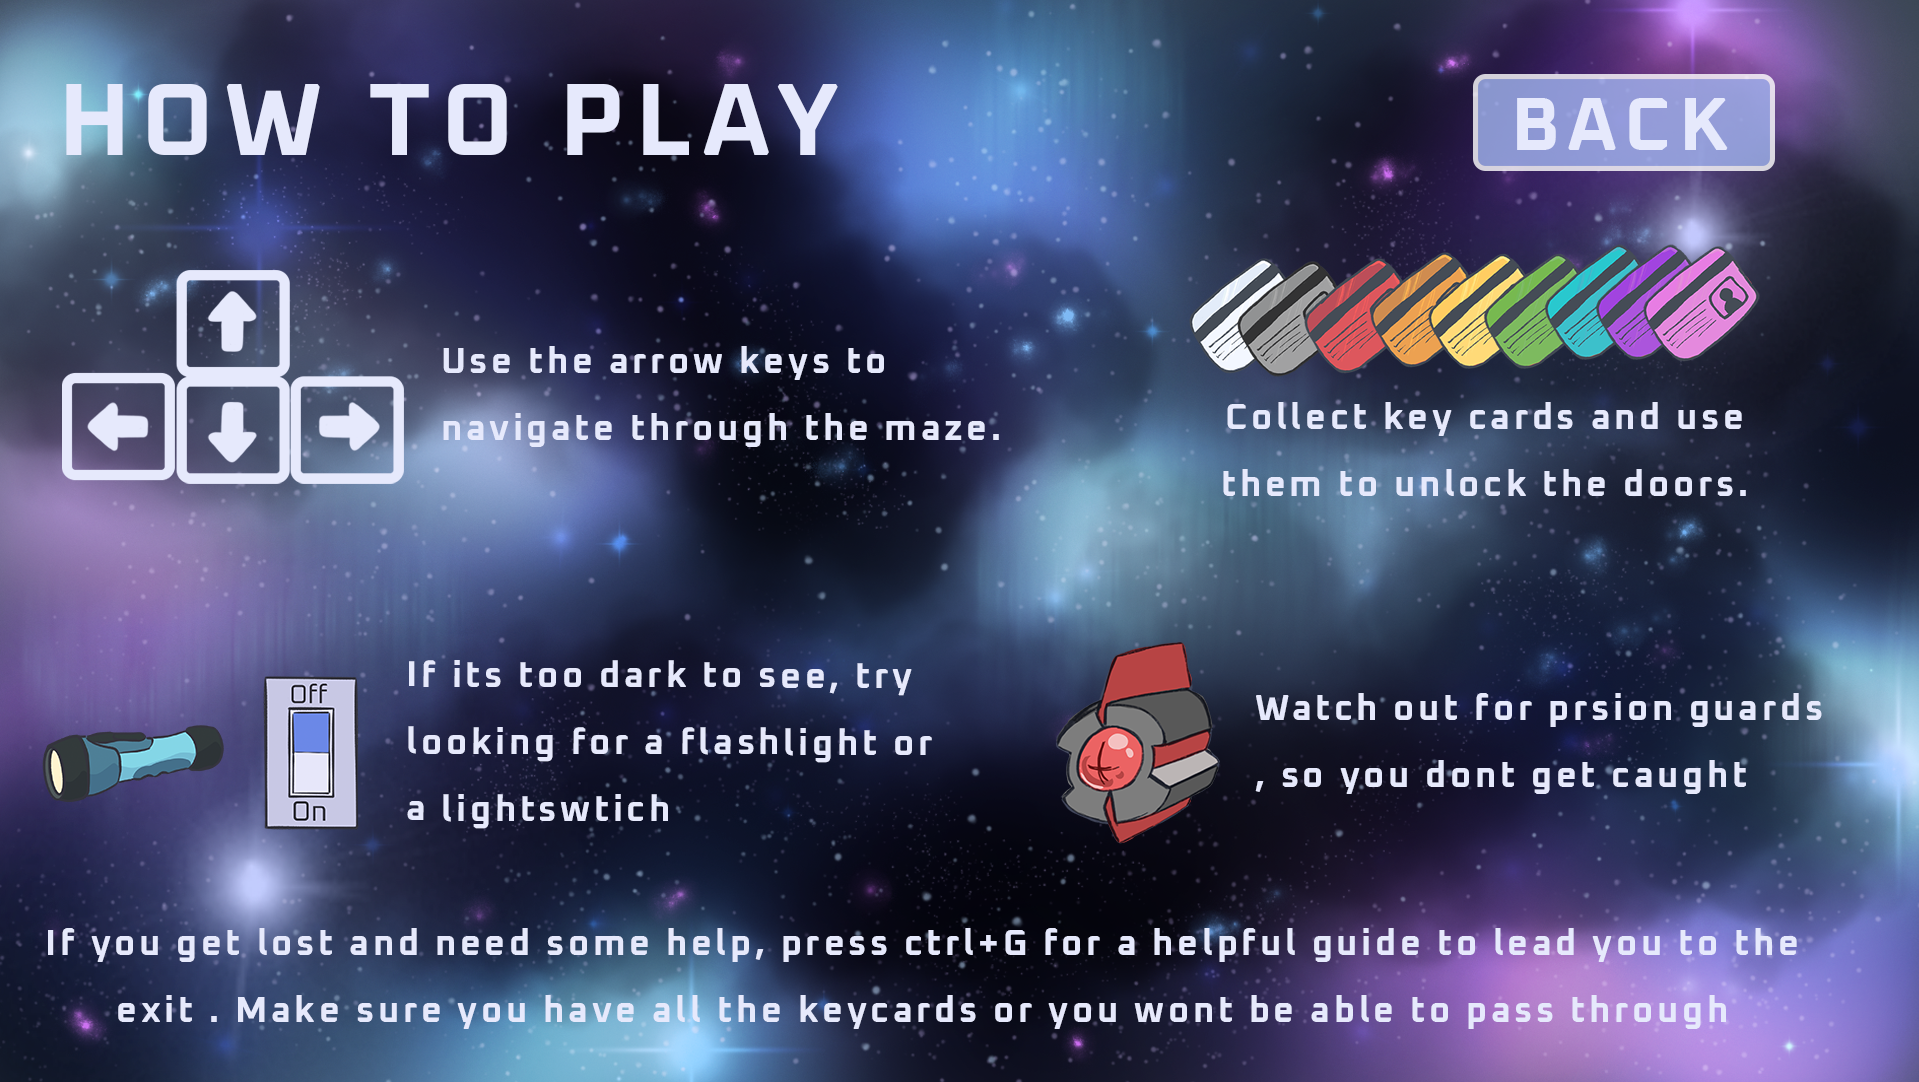 HOW TO PLAY
BACK
Use the arrow keys to
navigate through the maze.
Collect key cards and use
them to unlock the doors.
Off
On
If its too dark to see, try
looking for a flashlight or
a lightswtich
Watch out for prsion guards
, so you dont get caught
If you get lost and need some help, press ctrl+G for a helpful guide to lead you to the
exit . Make sure you have all the keycards or you wont be able to pass through